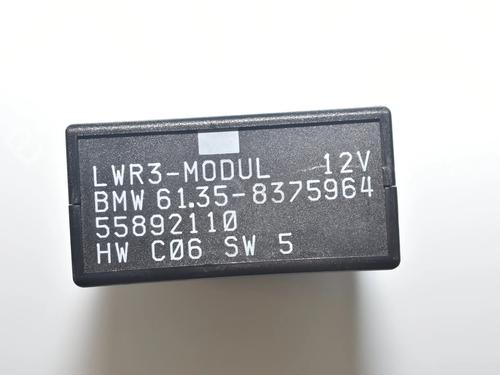 LWR3-MODUL 12V
BMW 61.35-8375964
55892110
HW C06 SW 5